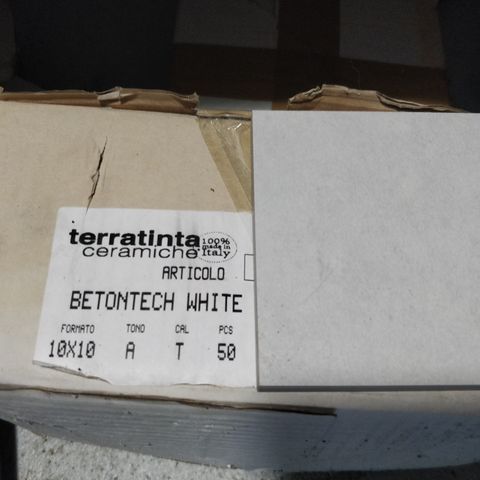 terratinta
ceramiche
100%
made in
Italy
ARTICOLO
BETONTECH WHITE
FORMATO TONO CAL PCS
10X10 A T 50